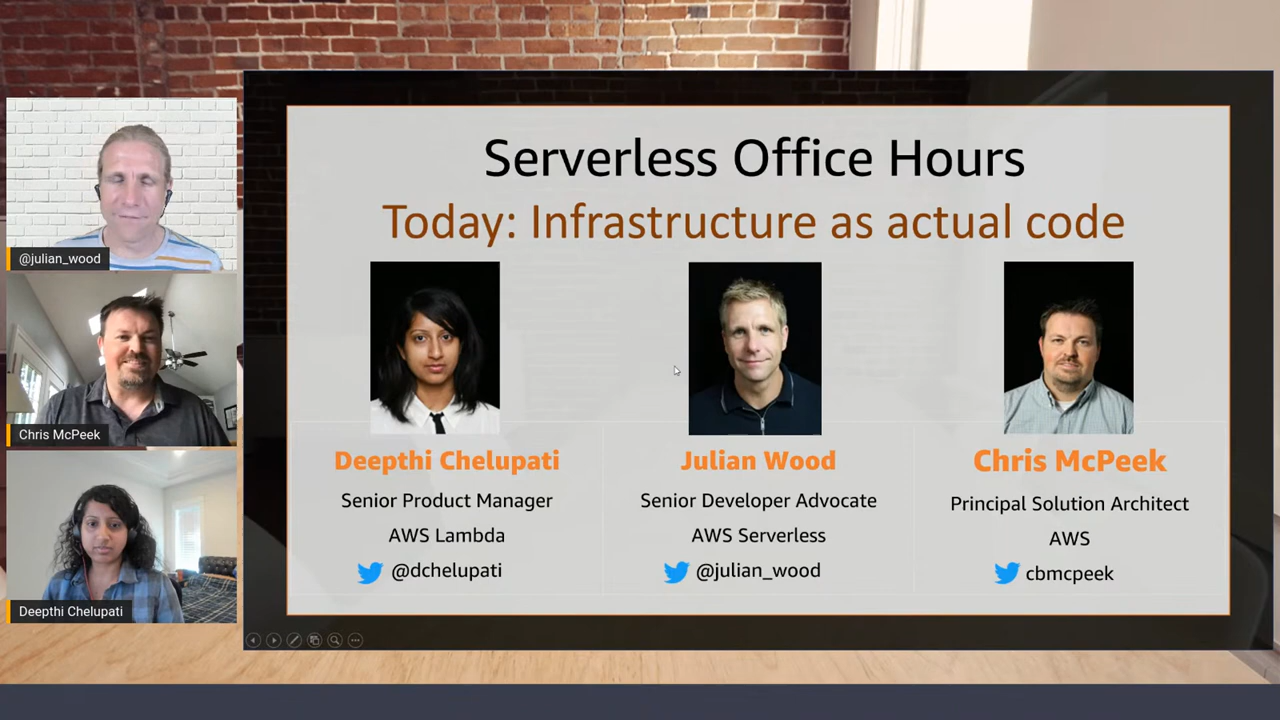 Serverless Office Hours
Today: Infrastructure as actual code
Deepthi Chelupati
Senior Product Manager
AWS Lambda
@dchelupati
Julian Wood
Senior Developer Advocate
AWS Serverless
@julian_wood
Chris McPeek
Principal Solution Architect
AWS
cbmcpeek
@julian_wood
Chris McPeek
Deepthi Chelupati